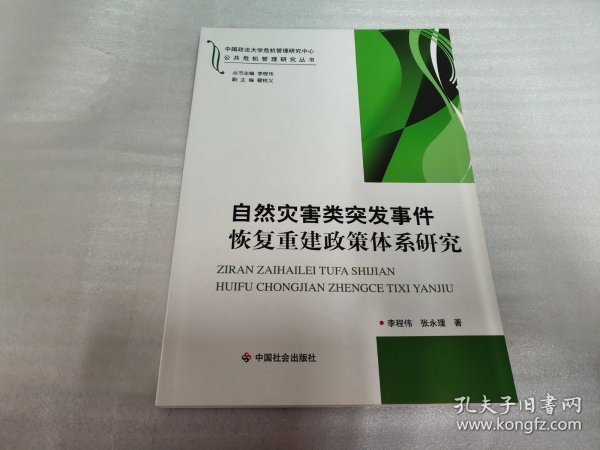 中国政法大学危机管理研究中心
公共危机管理研究丛书
丛书主编 李程伟
副主编 翟校义
自然灾害类突发事件
恢复重建政策体系研究
ZIRAN ZAIHAILEI TUFA SHIJIAN
HUIFU CHONGJIAN ZHENGCE TIXI YANJIU
李程伟 张永理 著
中国社会出版社
孔夫子旧书网
www.kongfz.com